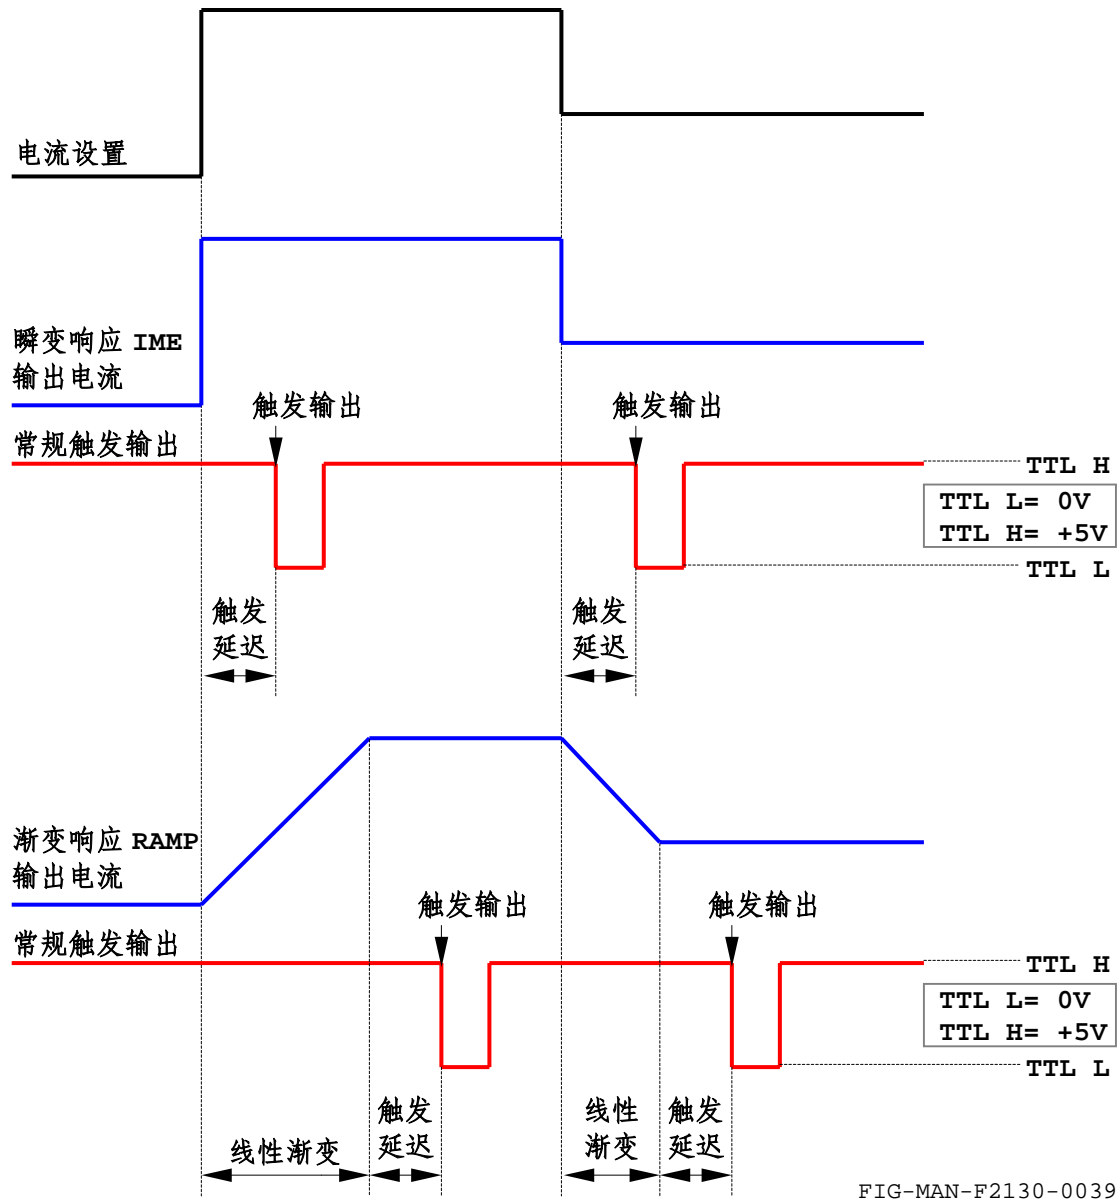 电流设置
瞬变响应 IME
输出电流
触发输出
触发输出
常规触发输出
TTL H
TTL L= 0V
TTL H= +5V
TTL L
触发
延迟
触发
延迟
渐变响应 RAMP
输出电流
触发输出
触发输出
常规触发输出
TTL H
TTL L= 0V
TTL H= +5V
TTL L
线性渐变
触发
延迟
线性
渐变
触发
延迟
FIG-MAN-F2130-0039